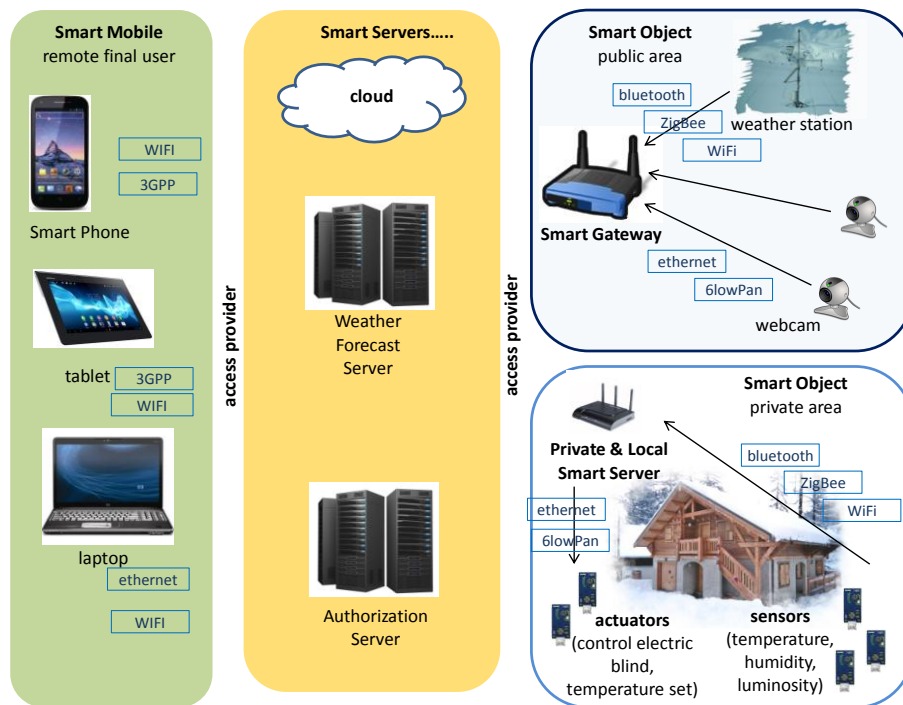 Smart Mobile
remote final user
WIFI
3GPP
Smart Phone
tablet
3GPP
WIFI
laptop
ethernet
WIFI
access provider
Smart Servers.....
cloud
Weather
Forecast
Server
Authorization
Server
access provider
Smart Object
public area
bluetooth
ZigBee
WiFi
weather station
Smart Gateway
ethernet
6lowPan
webcam
Smart Object
private area
Private & Local
Smart Server
bluetooth
ZigBee
WiFi
ethernet
6lowPan
actuators
(control electric
blind,
temperature set)
sensors
(temperature,
humidity,
luminosity)